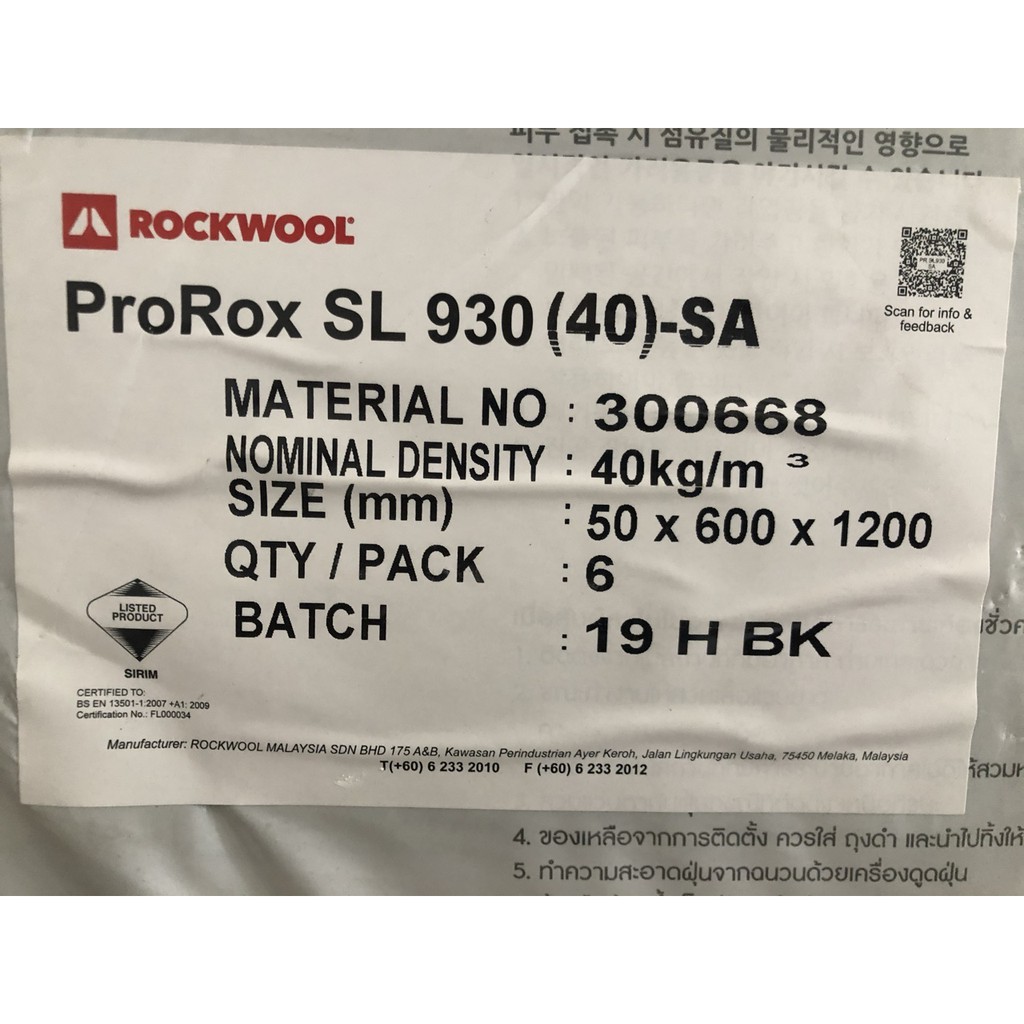 피부 접촉 시 섬유질의 물리적인 영향으로
ROCKWOOL
PR SL930
SA
Scan for info &
feedback
ProRox SL 930 (40)-SA
MATERIAL NO : 300668
NOMINAL DENSITY : 40kg/m ³
SIZE (mm) : 50 x 600 x 1200
QTY / PACK : 6
BATCH : 19 H BK
LISTED
PRODUCT
SIRIM
CERTIFIED TO:
BS EN 13501-1:2007 +A1: 2009
Certification No.: FL000034
Manufacturer: ROCKWOOL MALAYSIA SDN BHD 175 A&B, Kawasan Perindustrian Ayer Keroh, Jalan Lingkungan Usaha, 75450 Melaka, Malaysia
T(+60) 6 233 2010 F (+60) 6 233 2012
4. ของเหลือจากการติดตั้ง ควรใส่ ถุงดำ และนำไปทิ้งให้
5. ทำความสะอาดฝุ่นจากฉนวนด้วยเครื่องดูดฝุ่น